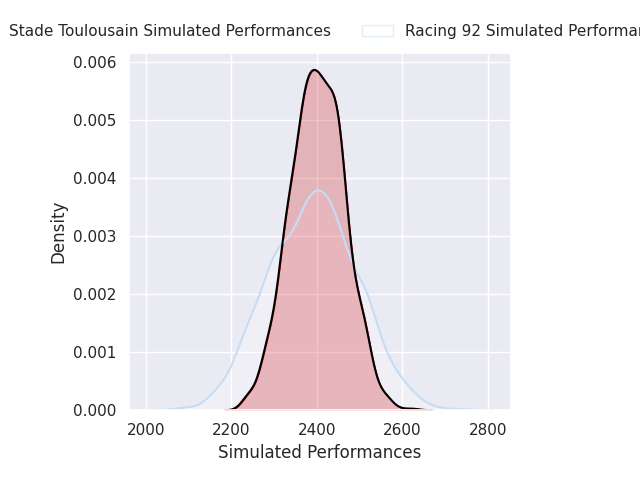 Stade Toulousain Simulated Performances
Racing 92 Simulated
0.006
0.005
0.004
0.003
0.002
0.001
0.000
Density
2000 2200 2400 2600 2800
Simulated Performances